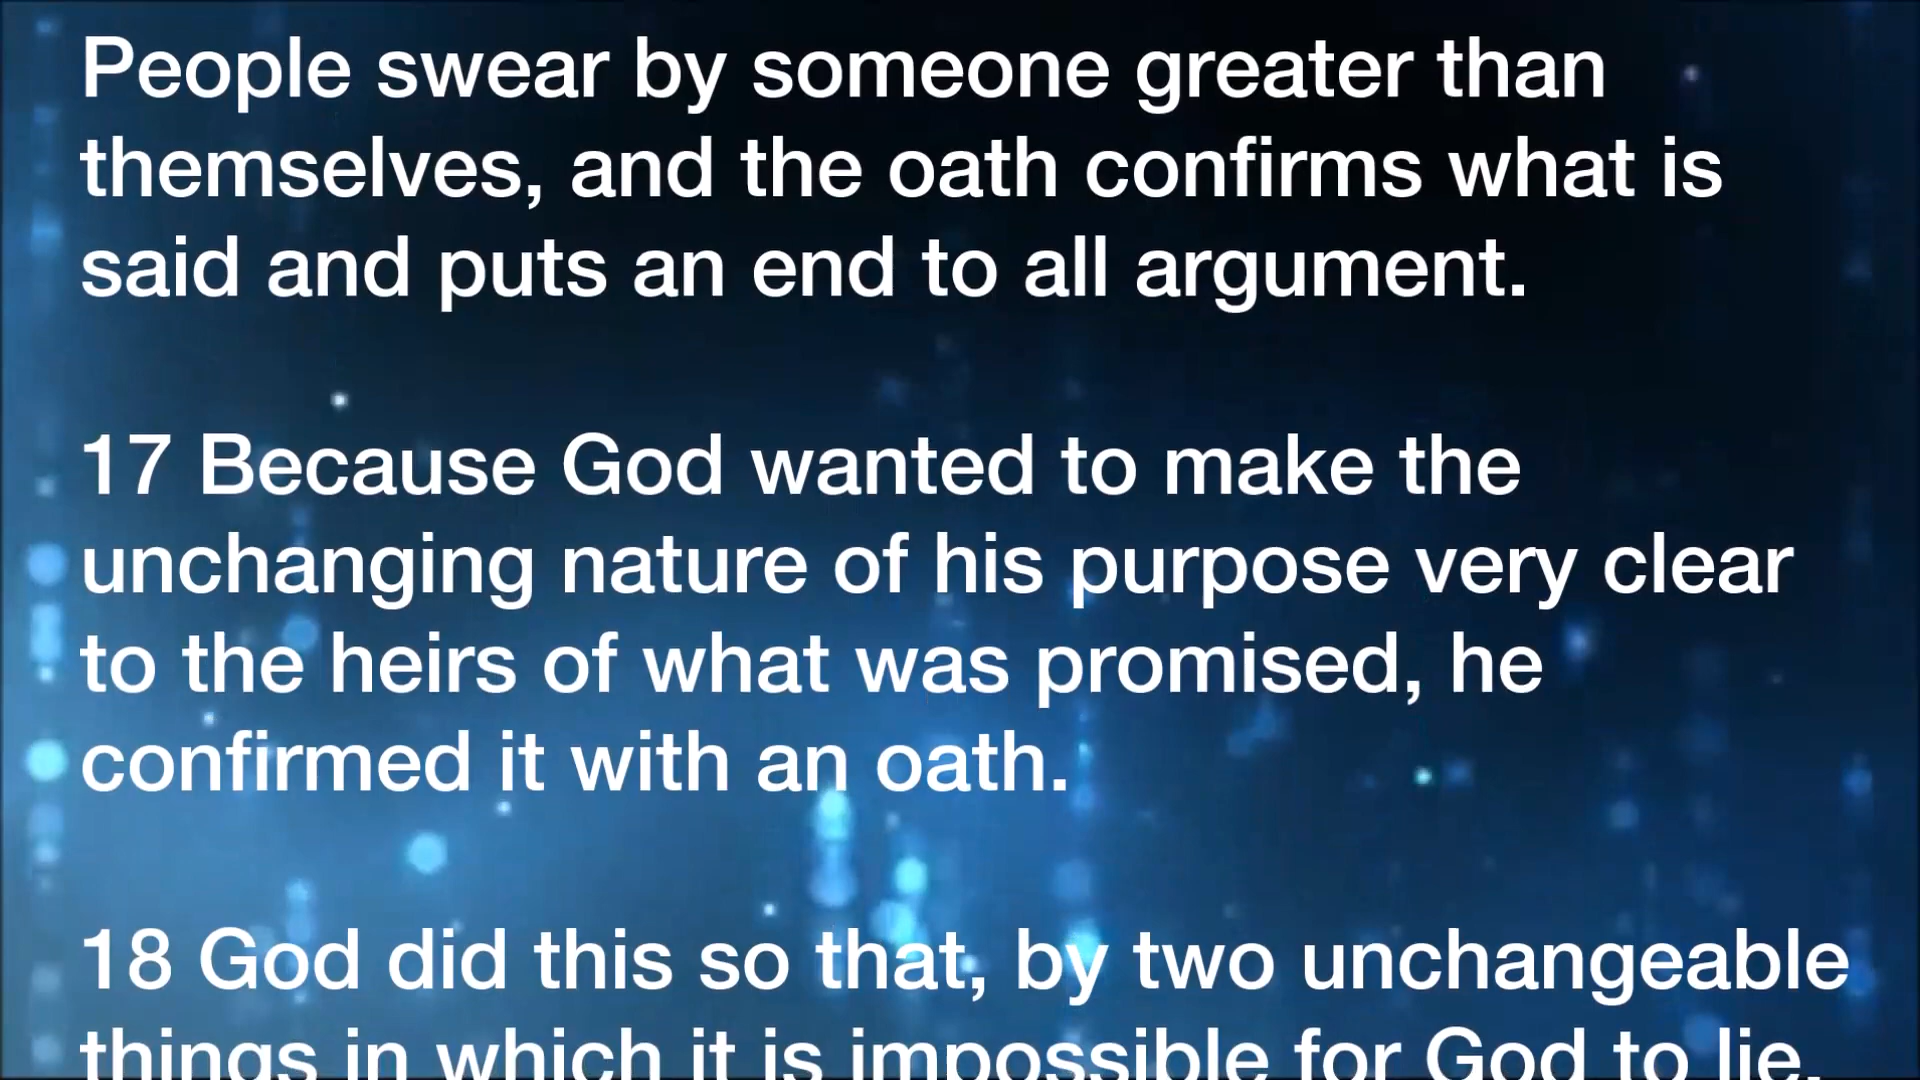 People swear by someone greater than
themselves, and the oath confirms what is
said and puts an end to all argument.
17 Because God wanted to make the
unchanging nature of his purpose very clear
to the heirs of what was promised, he
confirmed it with an oath.
18 God did this so that, by two unchangeable
things in which it is impossible for God to lie,